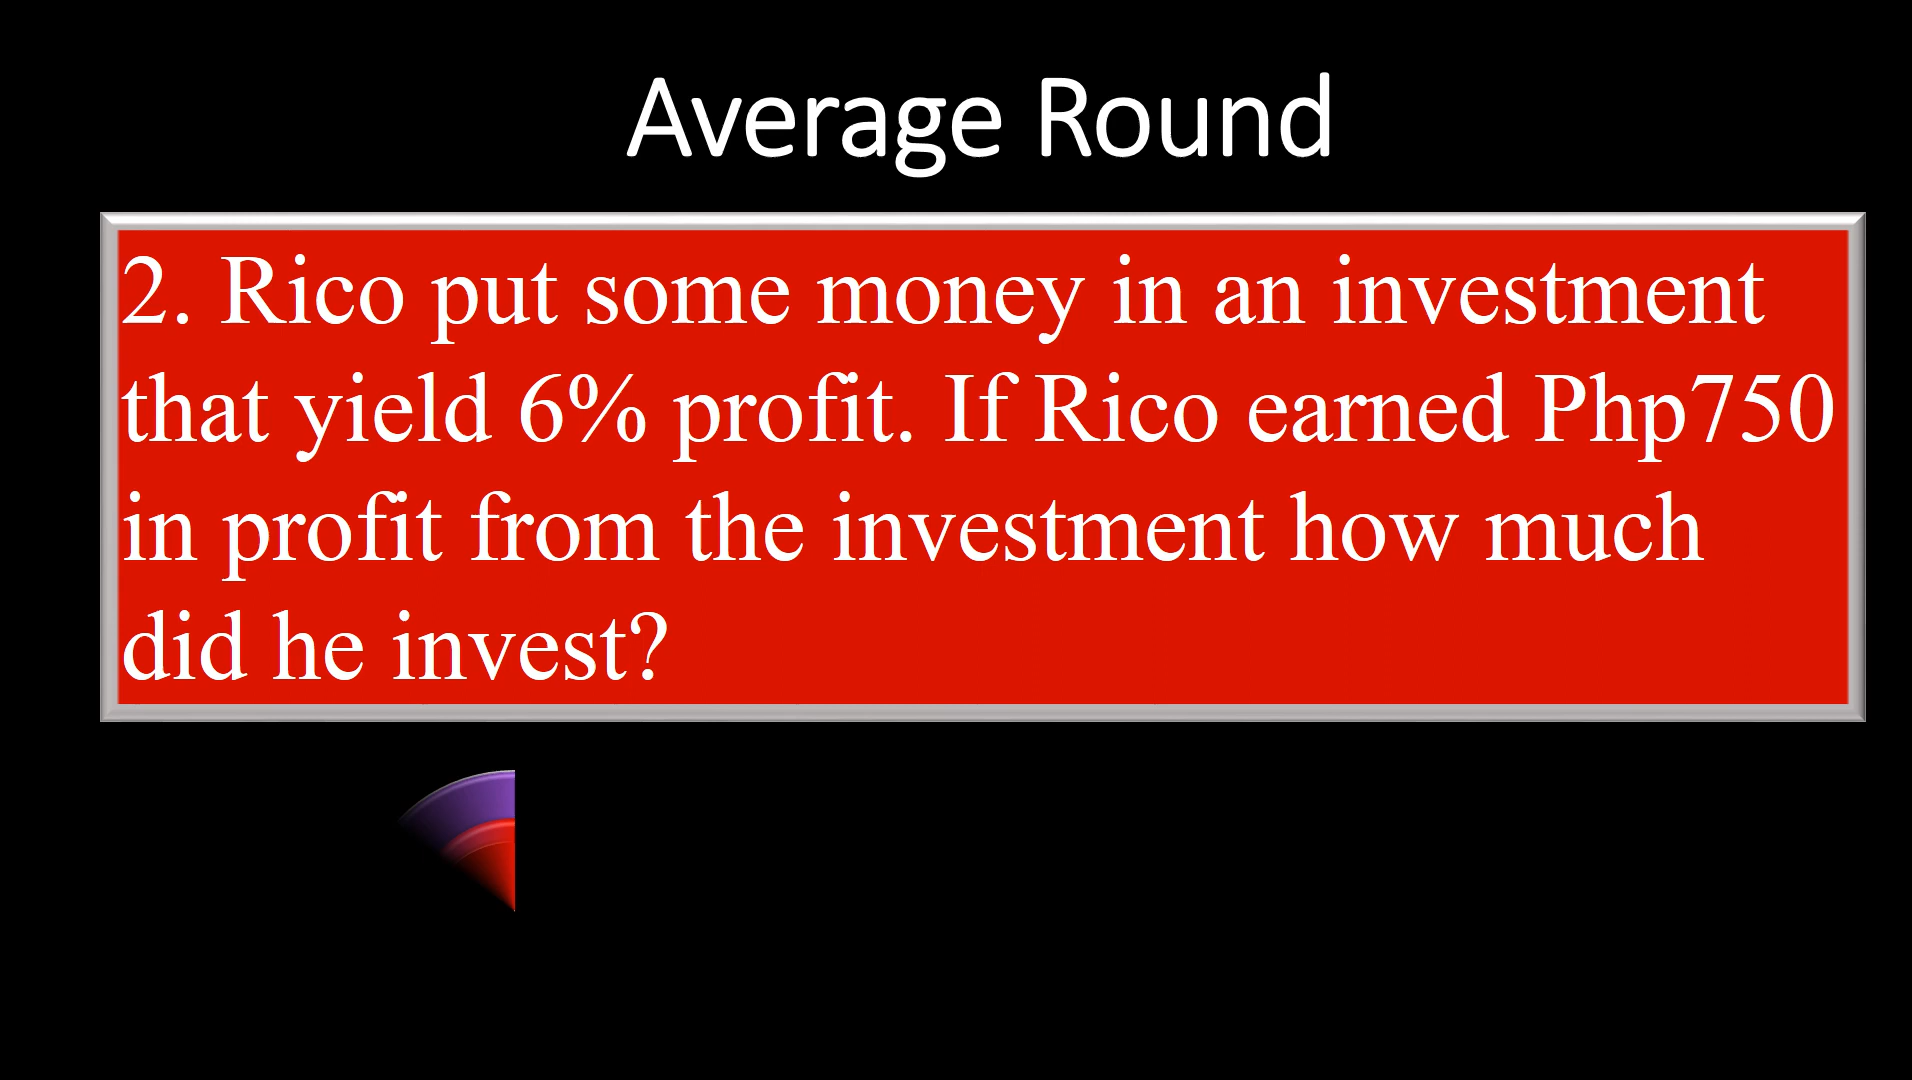 Average Round
2. Rico put some money in an investment
that yield 6% profit. If Rico earned Php750
in profit from the investment how much
did he invest?